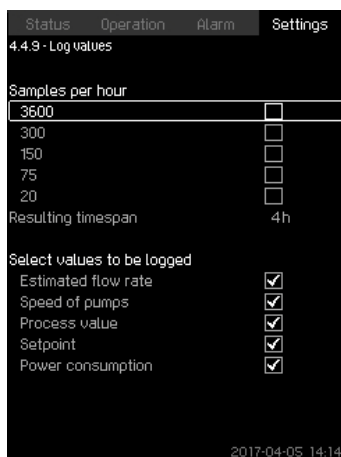 Status Operation Alarm Settings
4.4.9 - Log values
Samples per hour
3600
300
150
75
20
Resulting timespan 4h
Select values to be logged
Estimated flow rate
Speed of pumps
Process value
Setpoint
Power consumption
2017-04-05 14:14